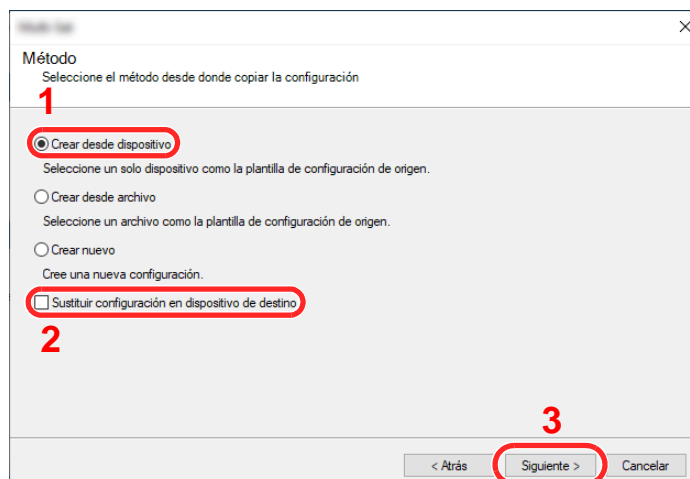 Método
Seleccione el método desde donde copiar la configuración
1
Crear desde dispositivo
Seleccione un solo dispositivo como la plantilla de configuración de origen.
Crear desde archivo
Seleccione un archivo como la plantilla de configuración de origen.
Crear nuevo
Cree una nueva configuración.
Sustituir configuración en dispositivo de destino
2
3
< Atrás
Siguiente >
Cancelar